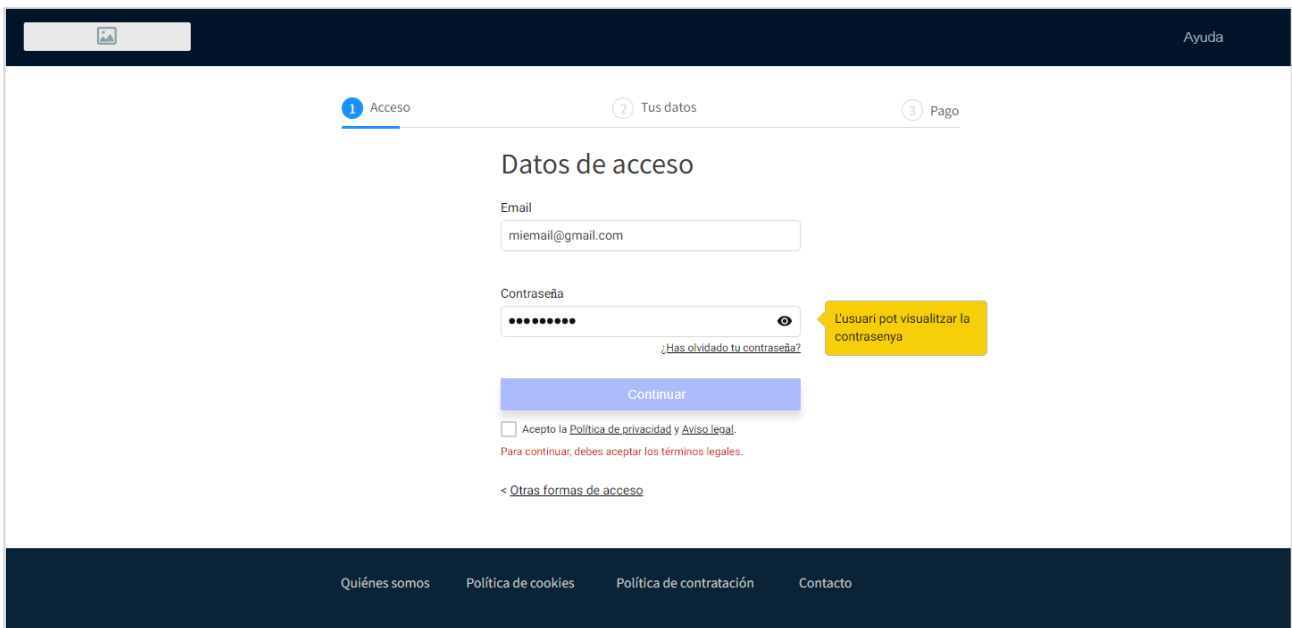 Ayuda
1 Acceso
2 Tus datos
3 Pago
Datos de acceso
Email
miemail@gmail.com
Contraseña
L'usuari pot visualitzar la
contrasenya
¿Has olvidado tu contraseña?
Continuar
Acepto la Política de privacidad y Aviso legal.
Para continuar, debes aceptar los términos legales.
< Otras formas de acceso
Quiénes somos Política de cookies Política de contratación Contacto